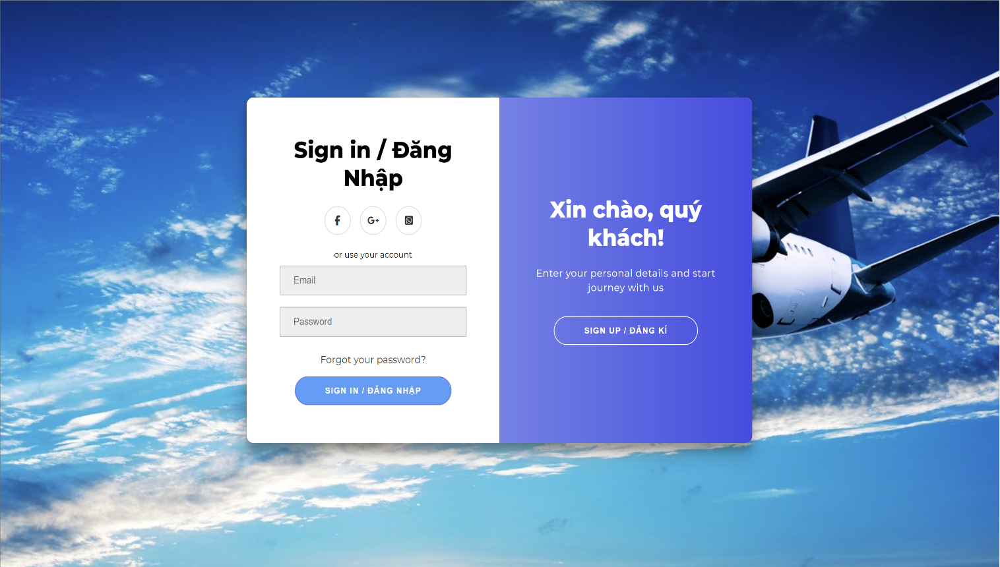 Sign in / Đăng
Nhập
or use your account
Email
Password
Forgot your password?
SIGN IN / ĐĂNG NHẬP
Xin chào, quý
khách!
Enter your personal details and start
journey with us
SIGN UP / ĐĂNG KÍ